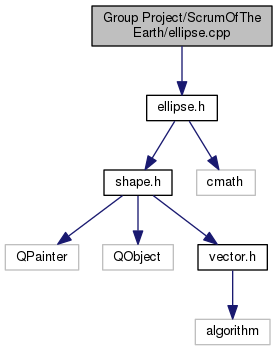 Group Project/ScrumOfThe
Earth/ellipse.cpp
ellipse.h
shape.h
cmath
QPainter
QObject
vector.h
algorithm